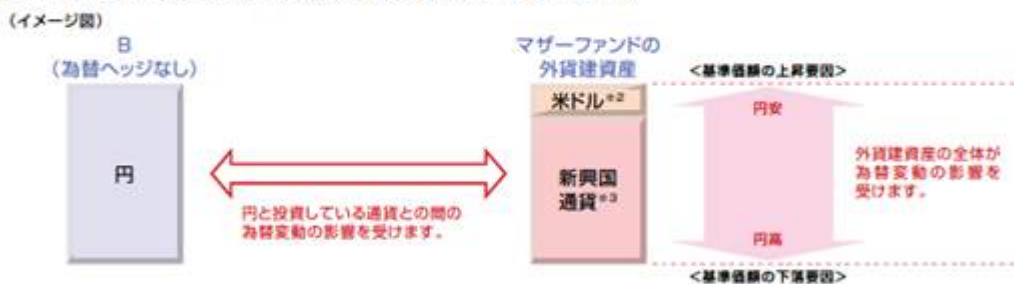 (イメージ図)
B
(為替ヘッジなし)
円
円と投資している通貨との間の
為替変動の影響を受けます。
マザーファンドの
外貨建資産
米ドル*2
新興国
通貨*3
<基準価額の上昇要因>
円安
外貨建資産の全体が
為替変動の影響を
受けます。
円高
<基準価額の下落要因>